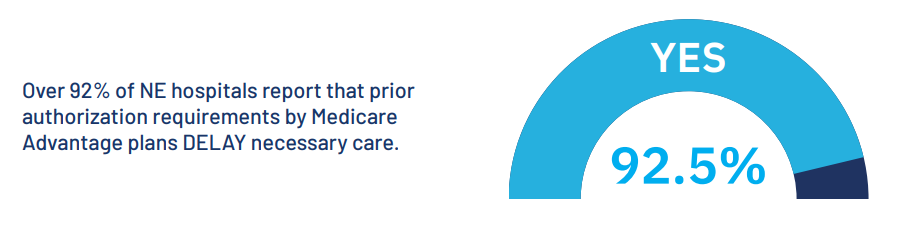 Over 92% of NE hospitals report that prior
authorization requirements by Medicare
Advantage plans DELAY necessary care.
YES
92.5%